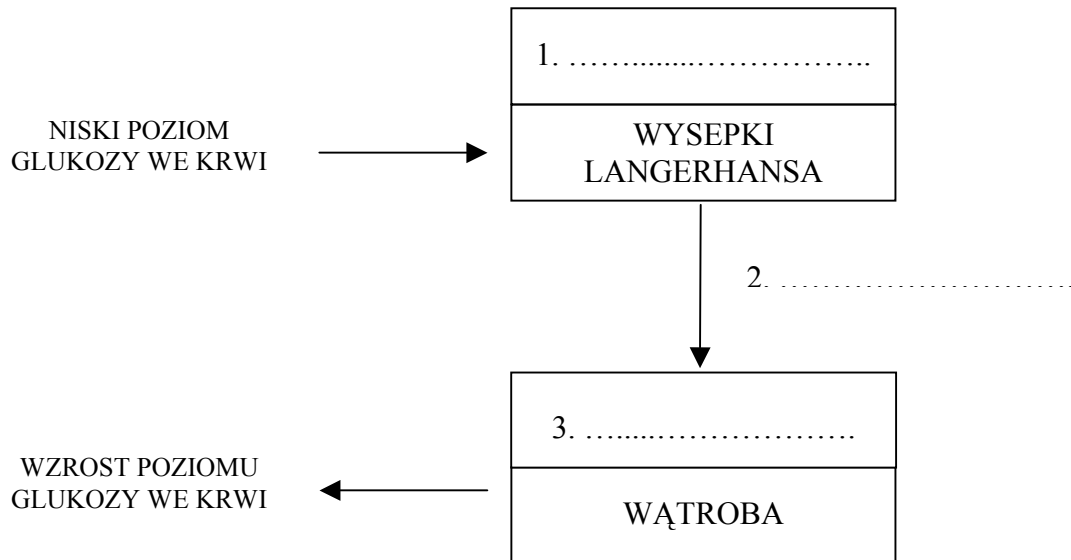 1. ……........……………..
NISKI POZIOM
GLUKOZY WE KRWI
WYSEPKI
LANGERHANSA
2. ……………………………
3. ….....……………….
WZROST POZIOMU
GLUKOZY WE KRWI
WĄTROBA